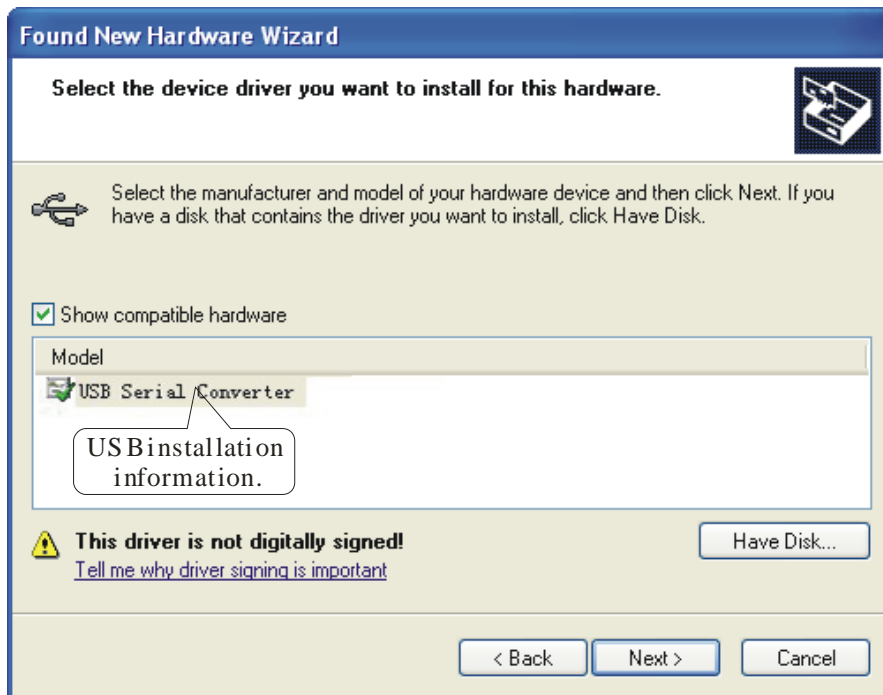 Found New Hardware Wizard
Select the device driver you want to install for this hardware.
Select the manufacturer and model of your hardware device and then click Next. If you
have a disk that contains the driver you want to install, click Have Disk.
Show compatible hardware
Model
USB Serial Converter
USB installation
information.
This driver is not digitally signed!
Have Disk...
Tell me why driver signing is important
< Back
Next >
Cancel